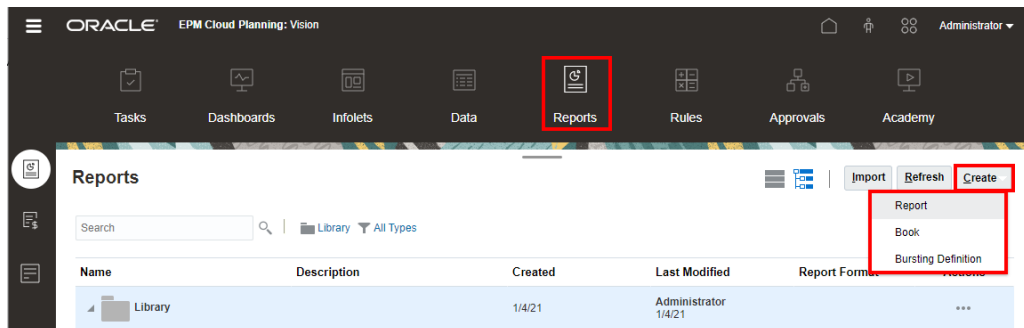 ORACLE® EPM Cloud Planning: Vision Administrator
Tasks Dashboards Infolets Data Reports Rules Approvals Academy
Reports Import Refresh Create
Report
Search Library All Types
Book
Bursting Definition
Name Description Created Last Modified Report Format
Library 1/4/21 Administrator
1/4/21